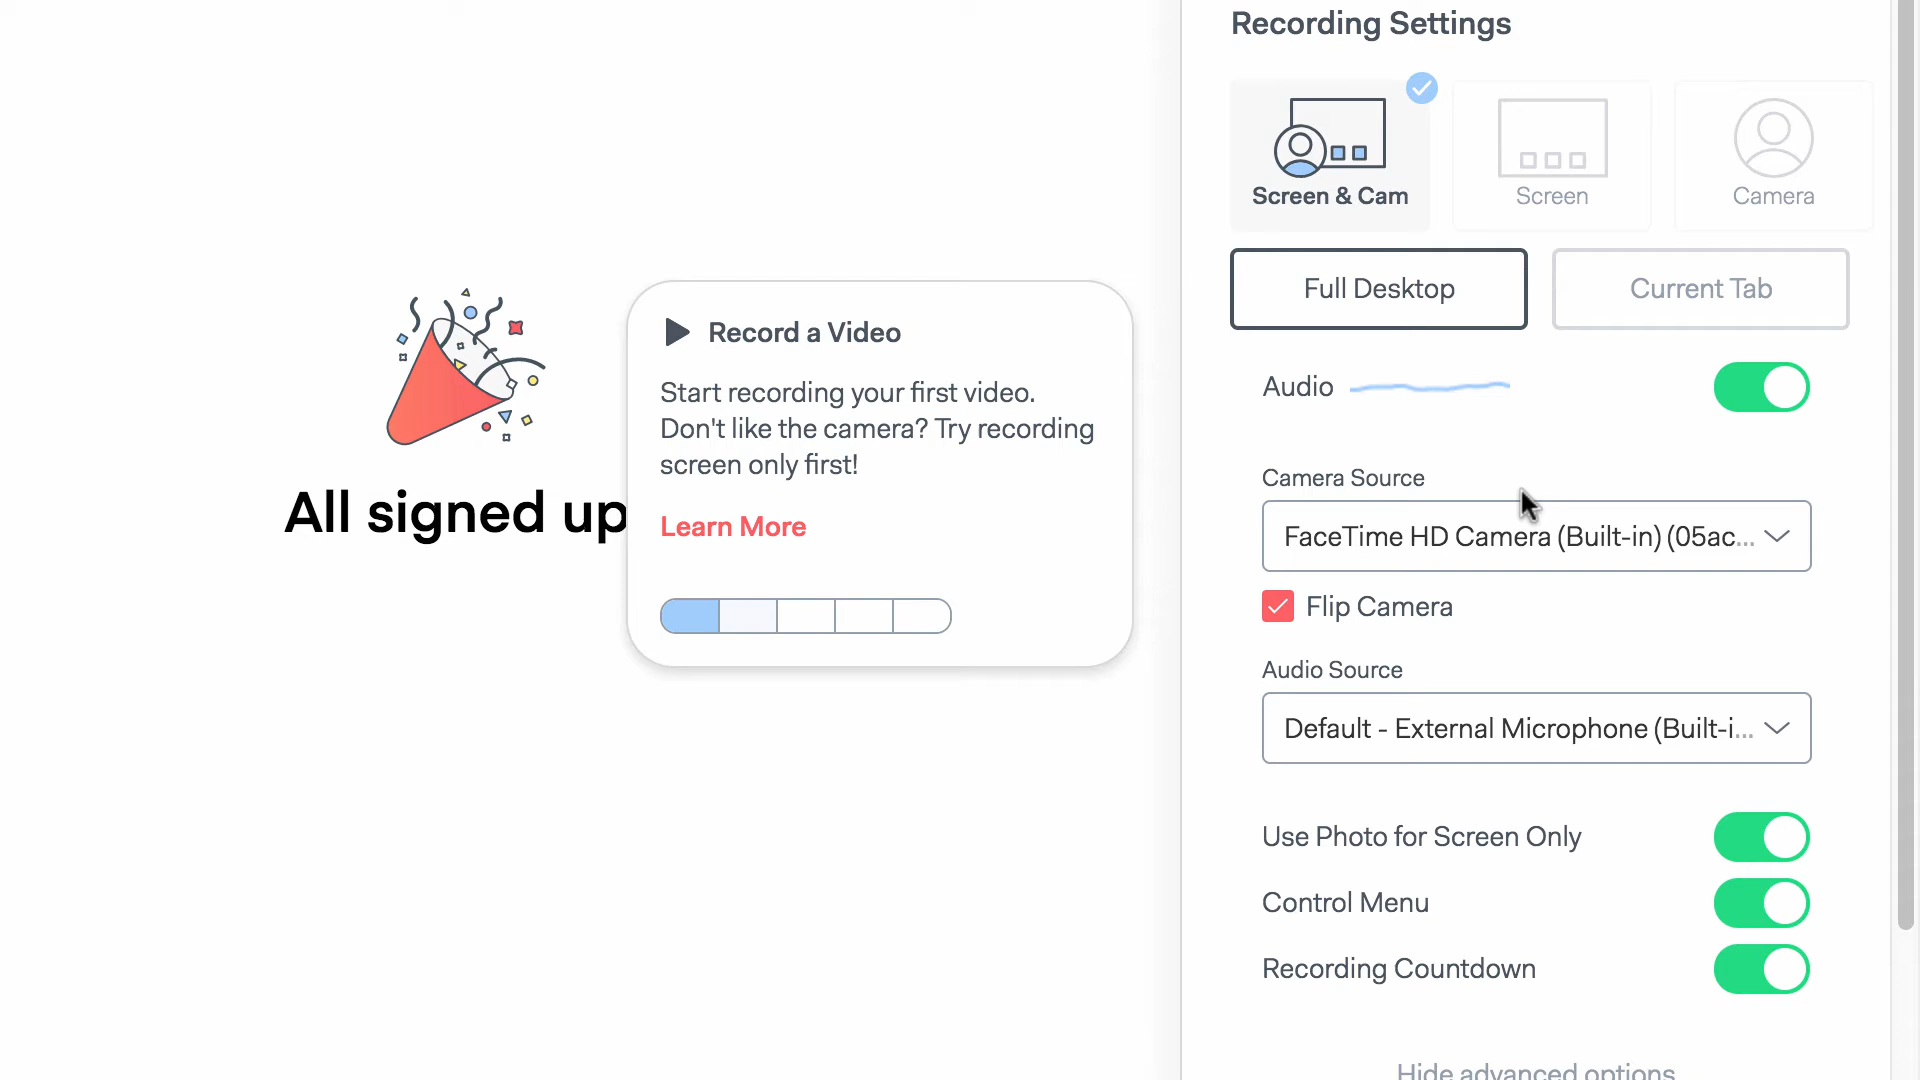 All signed up
Record a Video
Start recording your first video.
Don't like the camera? Try recording
screen only first!
Learn More
Recording Settings
Screen & Cam
Screen
Camera
Full Desktop
Current Tab
Audio
Camera Source
FaceTime HD Camera (Built-in) (05ac...
Flip Camera
Audio Source
Default - External Microphone (Built-i...
Use Photo for Screen Only
Control Menu
Recording Countdown
Hide advanced options